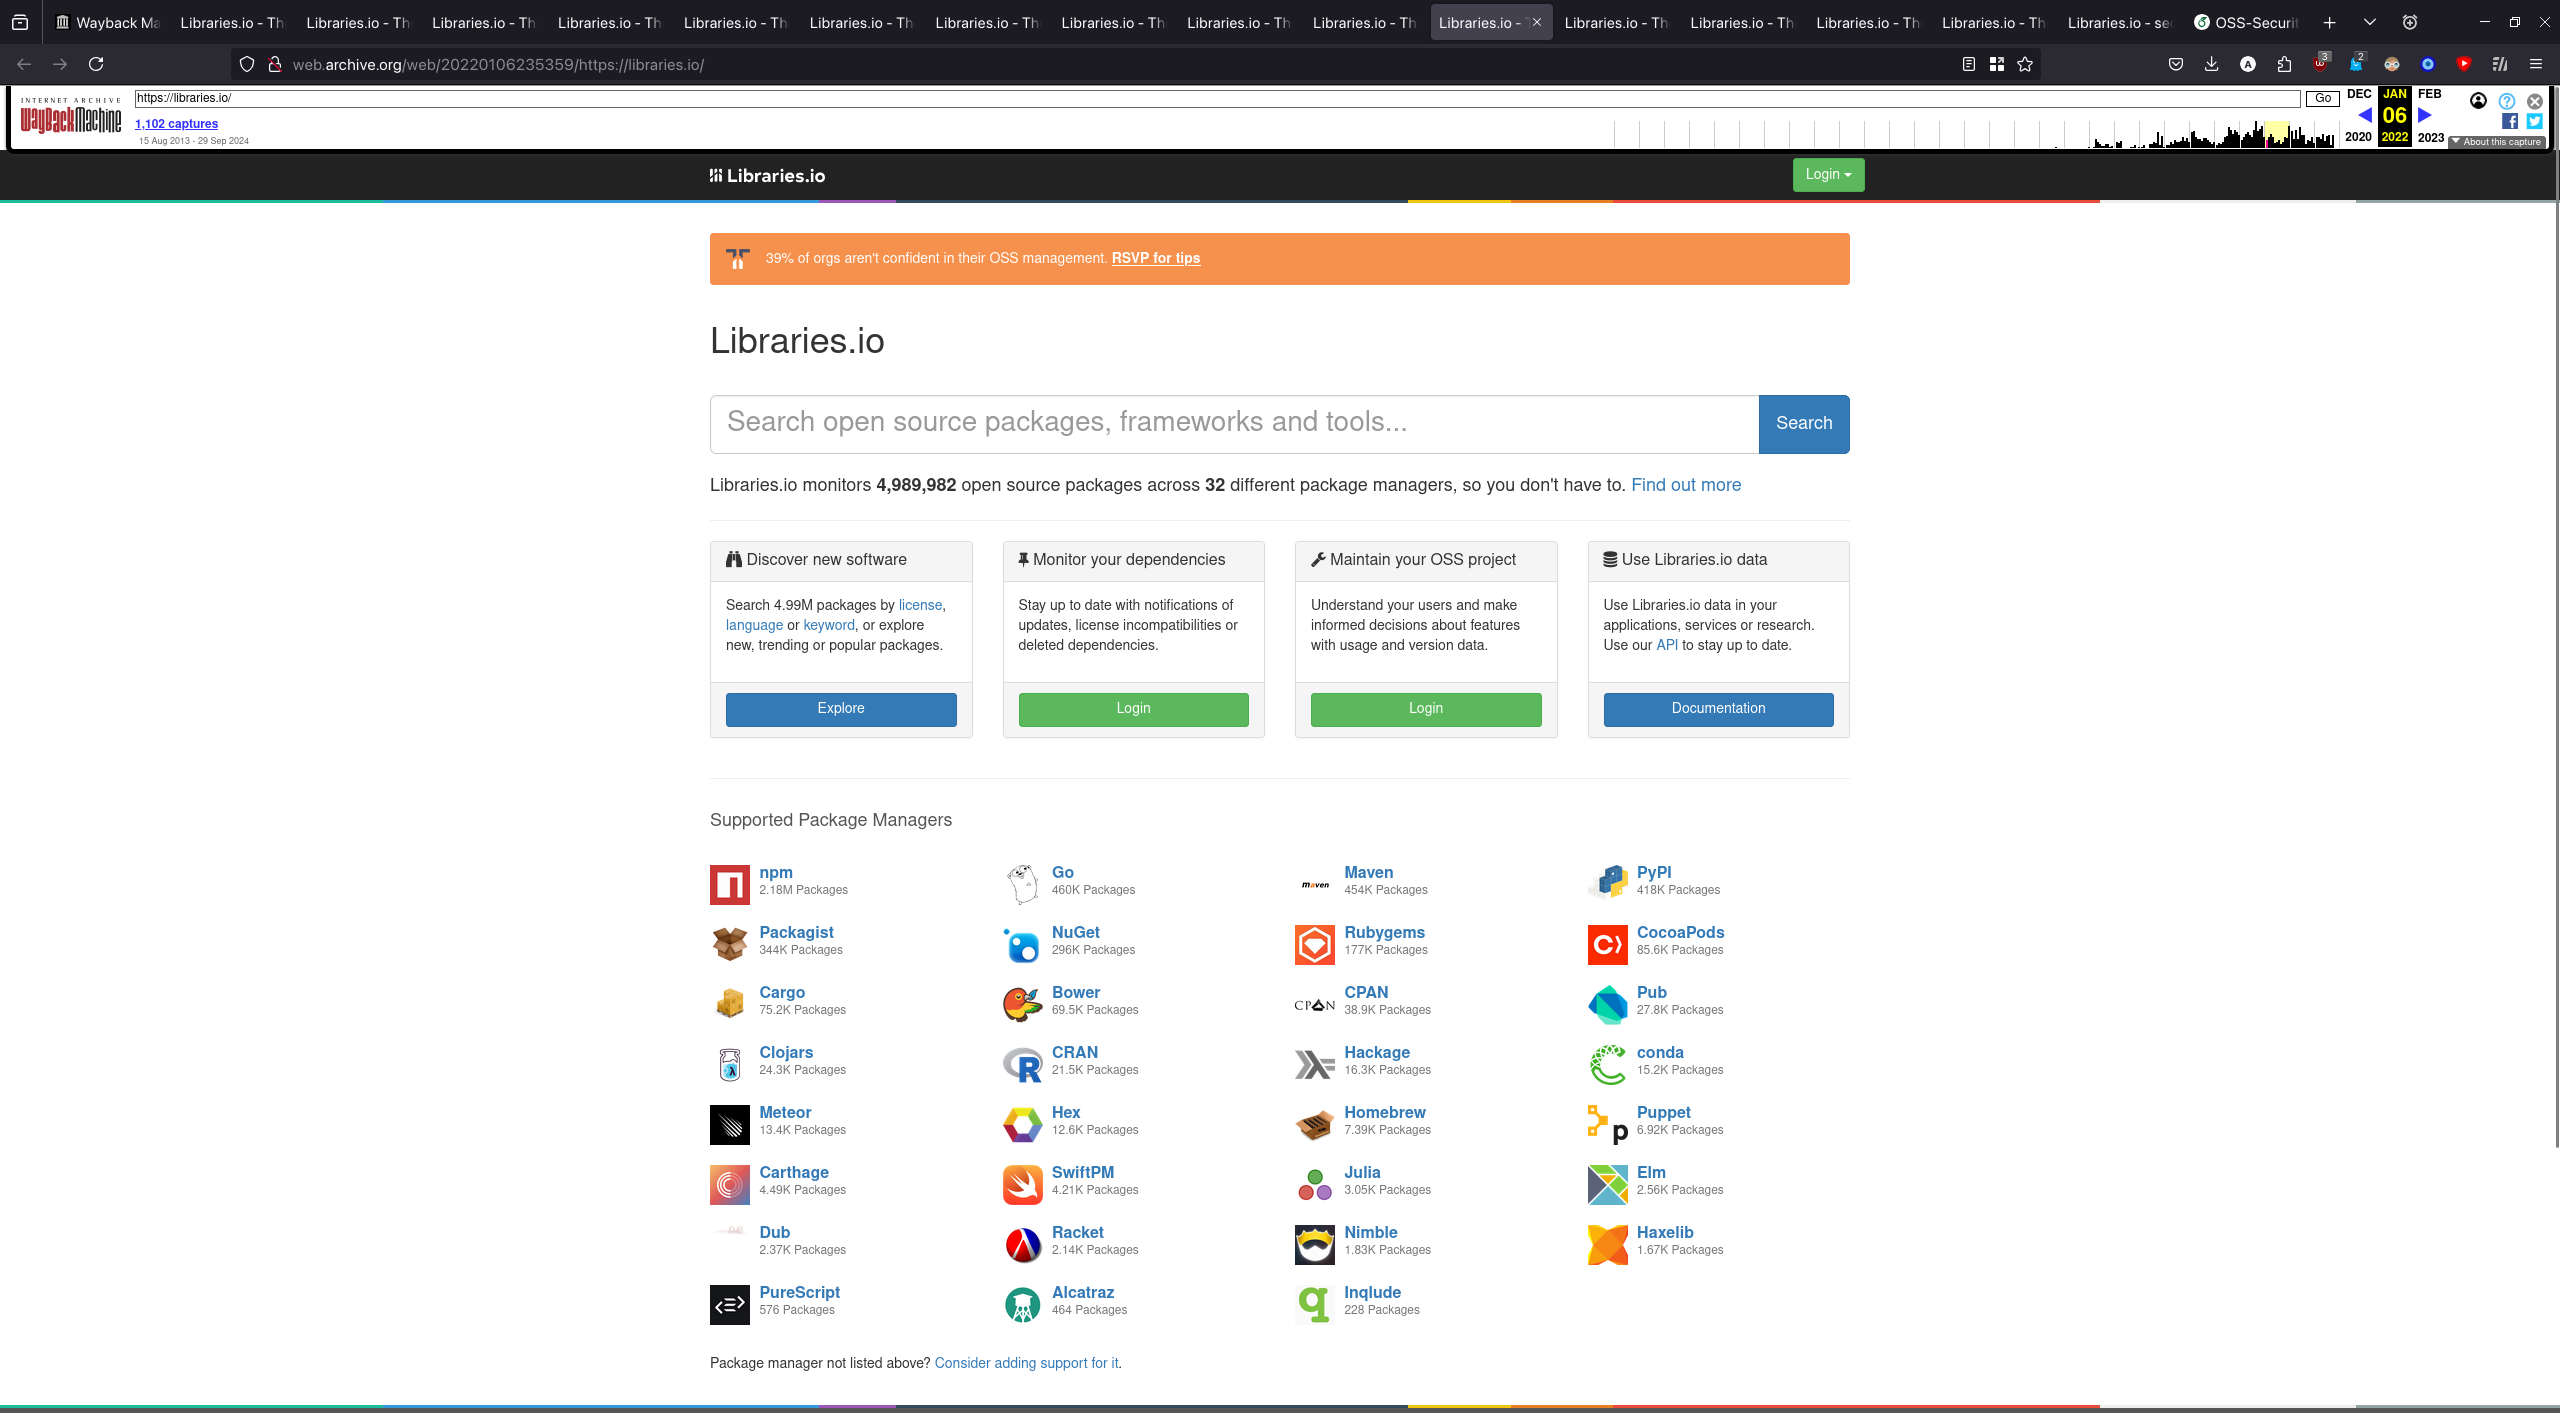 Wayback Ma
Libraries.io - Th
Libraries.io - Th
Libraries.io - Th
Libraries.io - Th
Libraries.io - Th
Libraries.io - Th
Libraries.io - Th
Libraries.io - Th
Libraries.io - Th
Libraries.io - Th
Libraries.io - T
Libraries.io - Th
Libraries.io - Th
Libraries.io - Th
Libraries.io - Th
Libraries.io - se
OSS-Securit
web.archive.org/web/20220106235359/https://libraries.io/
3
2
INTERNET ARCHIVE
WayBackMachine
https://libraries.io/
Go
DEC
JAN
FEB
1,102 captures
06
15 Aug 2013 - 29 Sep 2024
2020
2022
2023
About this capture
Libraries.io
Login
39% of orgs aren't confident in their OSS management. RSVP for tips
Libraries.io
Search open source packages, frameworks and tools...
Search
Libraries.io monitors 4,989,982 open source packages across 32 different package managers, so you don't have to. Find out more
Discover new software
Search 4.99M packages by license,
language or keyword, or explore
new, trending or popular packages.
Explore
Monitor your dependencies
Stay up to date with notifications of
updates, license incompatibilities or
deleted dependencies.
Login
Maintain your OSS project
Understand your users and make
informed decisions about features
with usage and version data.
Login
Use Libraries.io data
Use Libraries.io data in your
applications, services or research.
Use our API to stay up to date.
Documentation
Supported Package Managers
npm
2.18M Packages
Go
460K Packages
maven
Maven
454K Packages
PyPI
418K Packages
Packagist
344K Packages
NuGet
296K Packages
Rubygems
177K Packages
CocoaPods
85.6K Packages
Cargo
75.2K Packages
Bower
69.5K Packages
CPAN
CPAN
38.9K Packages
Pub
27.8K Packages
Clojars
24.3K Packages
CRAN
21.5K Packages
Hackage
16.3K Packages
conda
15.2K Packages
Meteor
13.4K Packages
Hex
12.6K Packages
Homebrew
7.39K Packages
Puppet
6.92K Packages
Carthage
4.49K Packages
SwiftPM
4.21K Packages
Julia
3.05K Packages
Elm
2.56K Packages
Dub
2.37K Packages
Racket
2.14K Packages
Nimble
1.83K Packages
Haxelib
1.67K Packages
PureScript
576 Packages
Alcatraz
464 Packages
Inqlude
228 Packages
Package manager not listed above? Consider adding support for it.